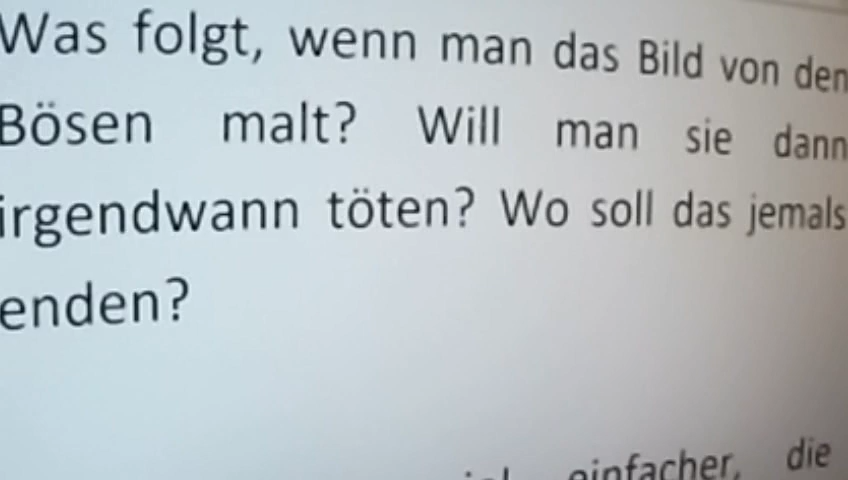 Was folgt, wenn man das Bild von den
Bösen malt? Will man sie dann
irgendwann töten? Wo soll das jemals
enden?
einfacher, die